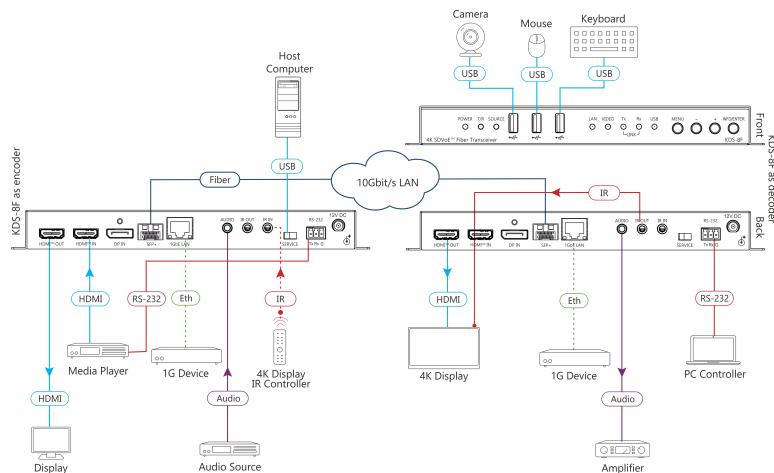 Camera
Mouse
Keyboard
USB
USB
USB
Host
Computer
USB
POWER
T/R
SOURCE
LAN
VIDEO
Tx
Rx
USB
LINK
MENU
-
+
WP/ENTER
4K SDVoE™ Fiber Transceiver
KDS-8F
Front
KDS-8F as decoder
Back
KDS-8F as encoder
Fiber
10Gbit/s LAN
IR
HDMI™ OUT
HDMI™ IN
DP IN
SFP+
1GbE LAN
AUDIO
IR OUT
IR IN
SERVICE
RS-232
Tx Rx G
12V DC
HDMI™ OUT
HDMI™ IN
DP IN
SFP+
1GbE LAN
AUDIO
IR OUT
IR IN
SERVICE
RS-232
Tx Rx G
12V DC
HDMI
RS-232
Eth
IR
HDMI
Eth
RS-232
Media Player
1G Device
4K Display
IR Controller
4K Display
1G Device
PC Controller
HDMI
Audio
Audio
Display
Audio Source
Amplifier